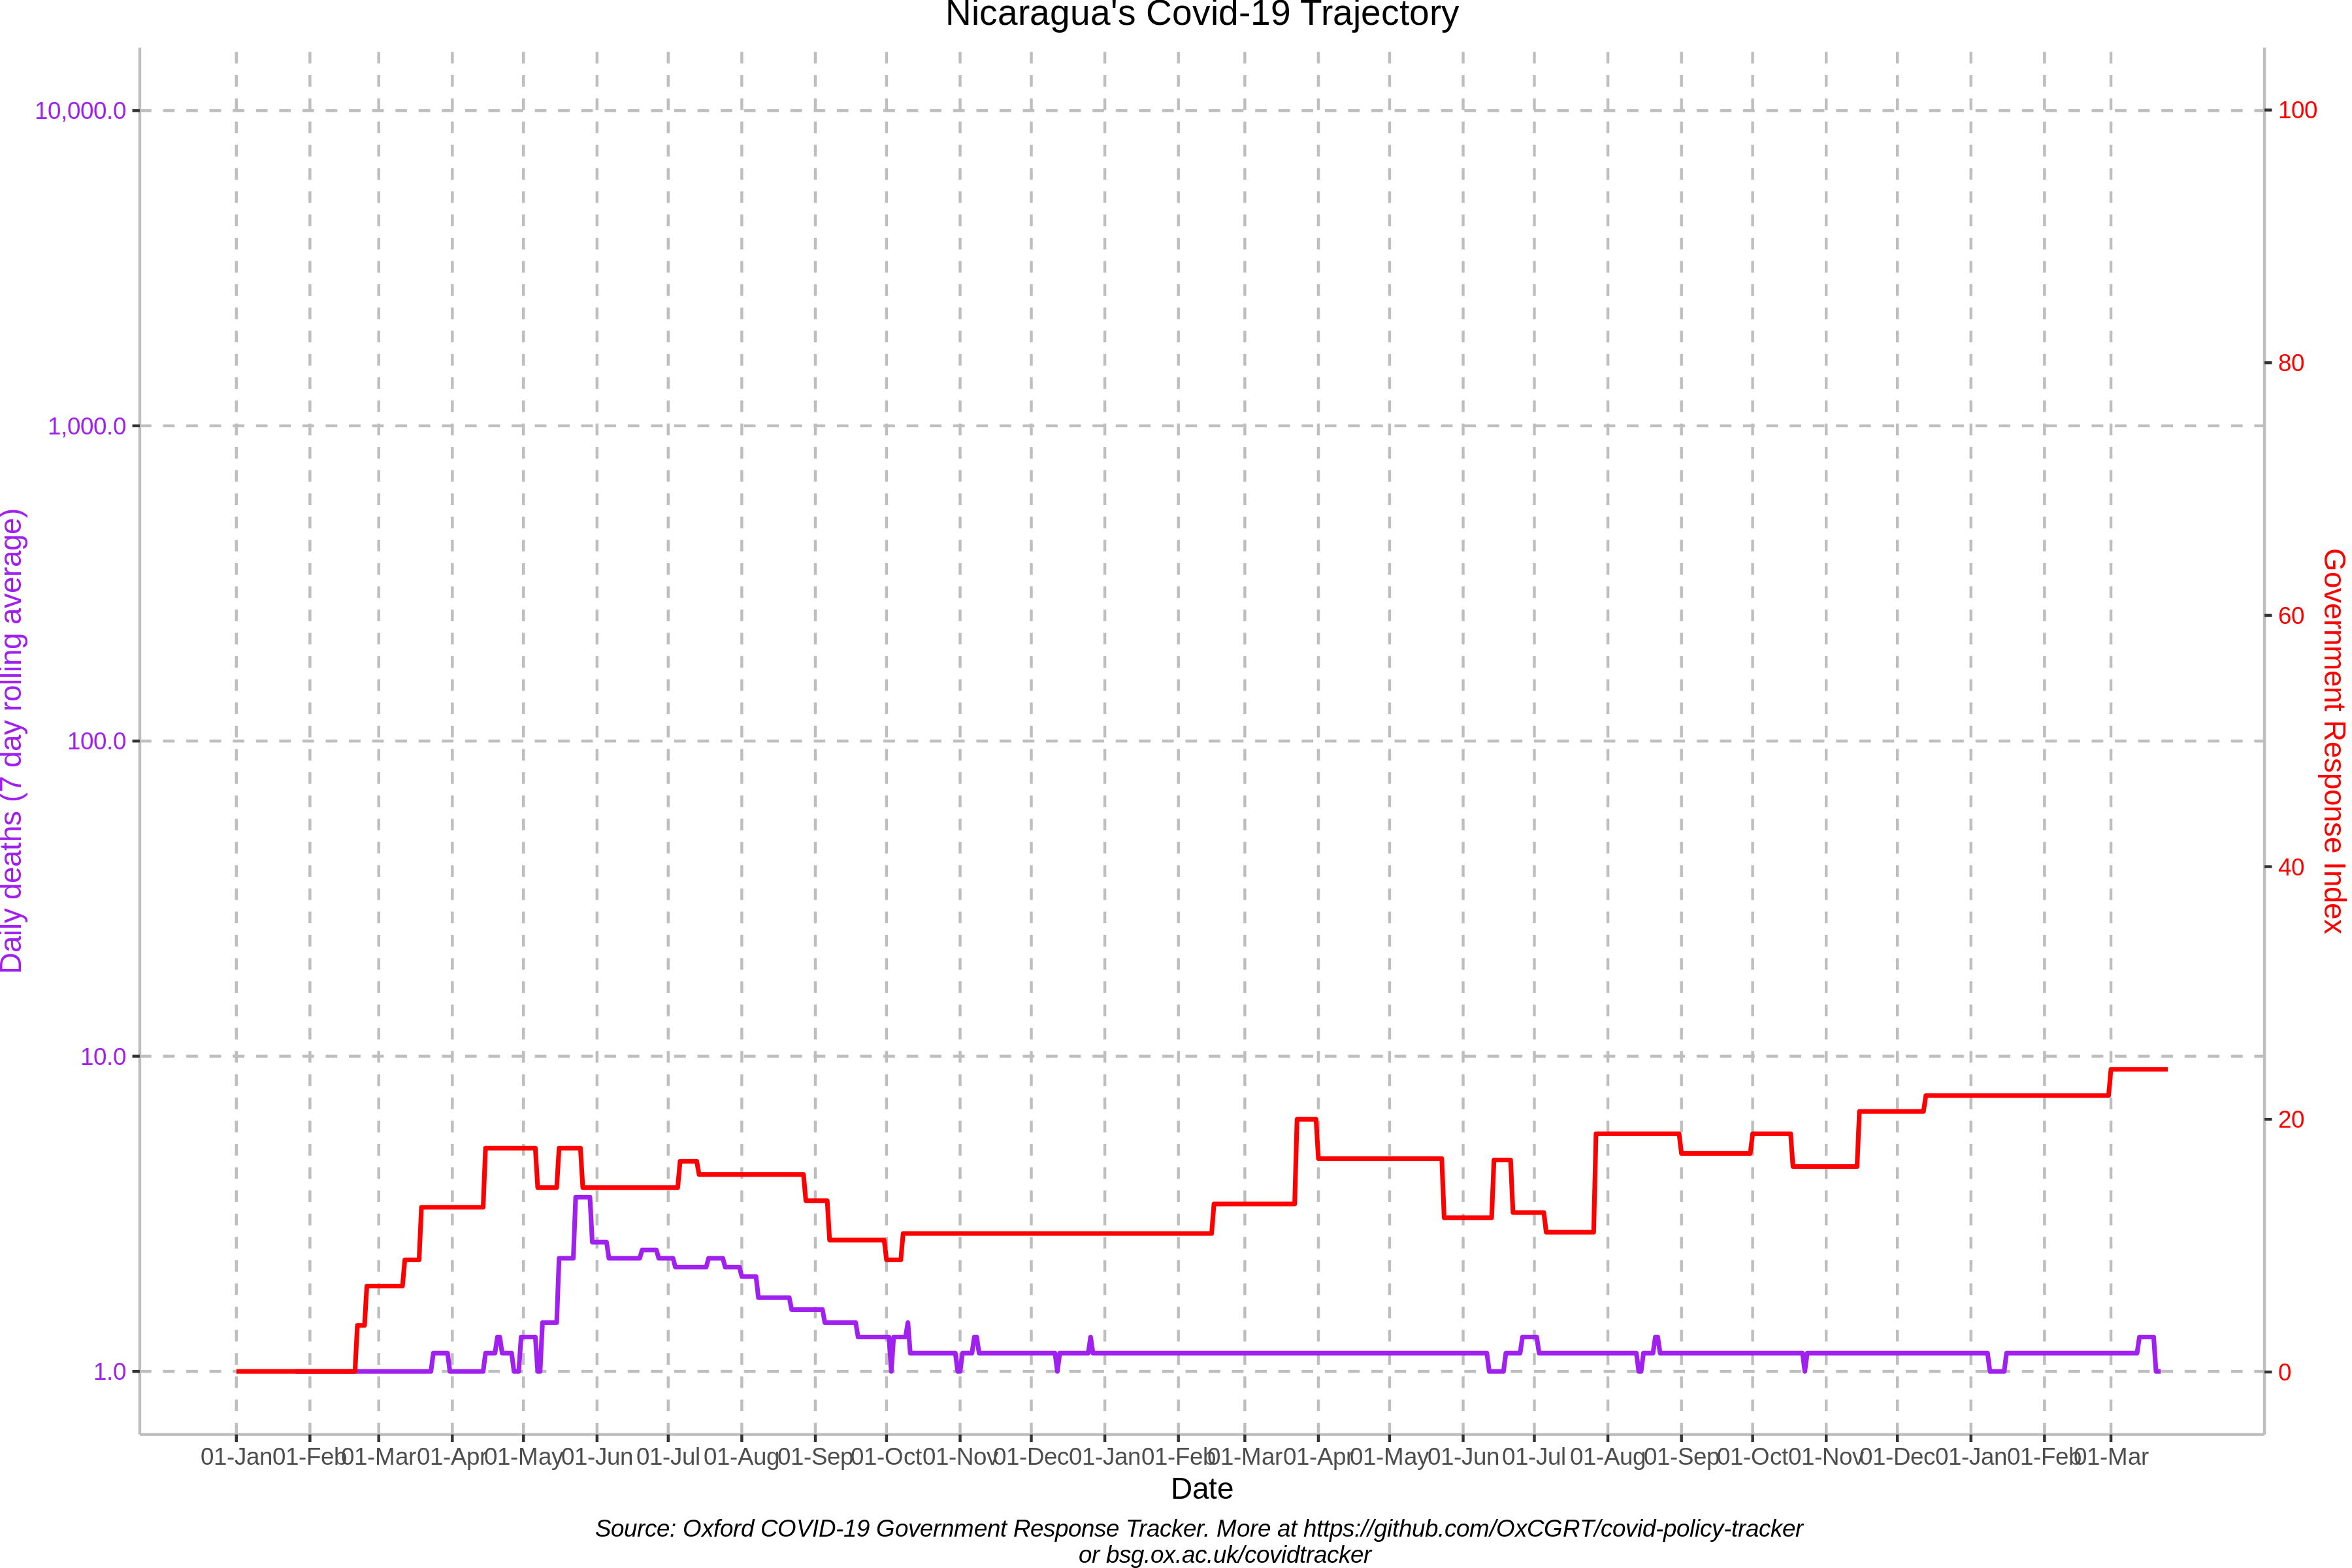 Nicaragua's Covid-19 Trajectory
10,000.0
1,000.0
100.0
10.0
1.0
Daily deaths (7 day rolling average)
100
80
60
40
20
0
Government Response Index
01-Jan 01-Feb 01-Mar 01-Apr 01-May 01-Jun 01-Jul 01-Aug 01-Sep 01-Oct 01-Nov 01-Dec 01-Jan 01-Feb 01-Mar 01-Apr 01-May 01-Jun 01-Jul 01-Aug 01-Sep 01-Oct 01-Nov 01-Dec 01-Jan 01-Feb 01-Mar
Date
Source: Oxford COVID-19 Government Response Tracker. More at https://github.com/OxCGRT/covid-policy-tracker
or bsg.ox.ac.uk/covidtracker